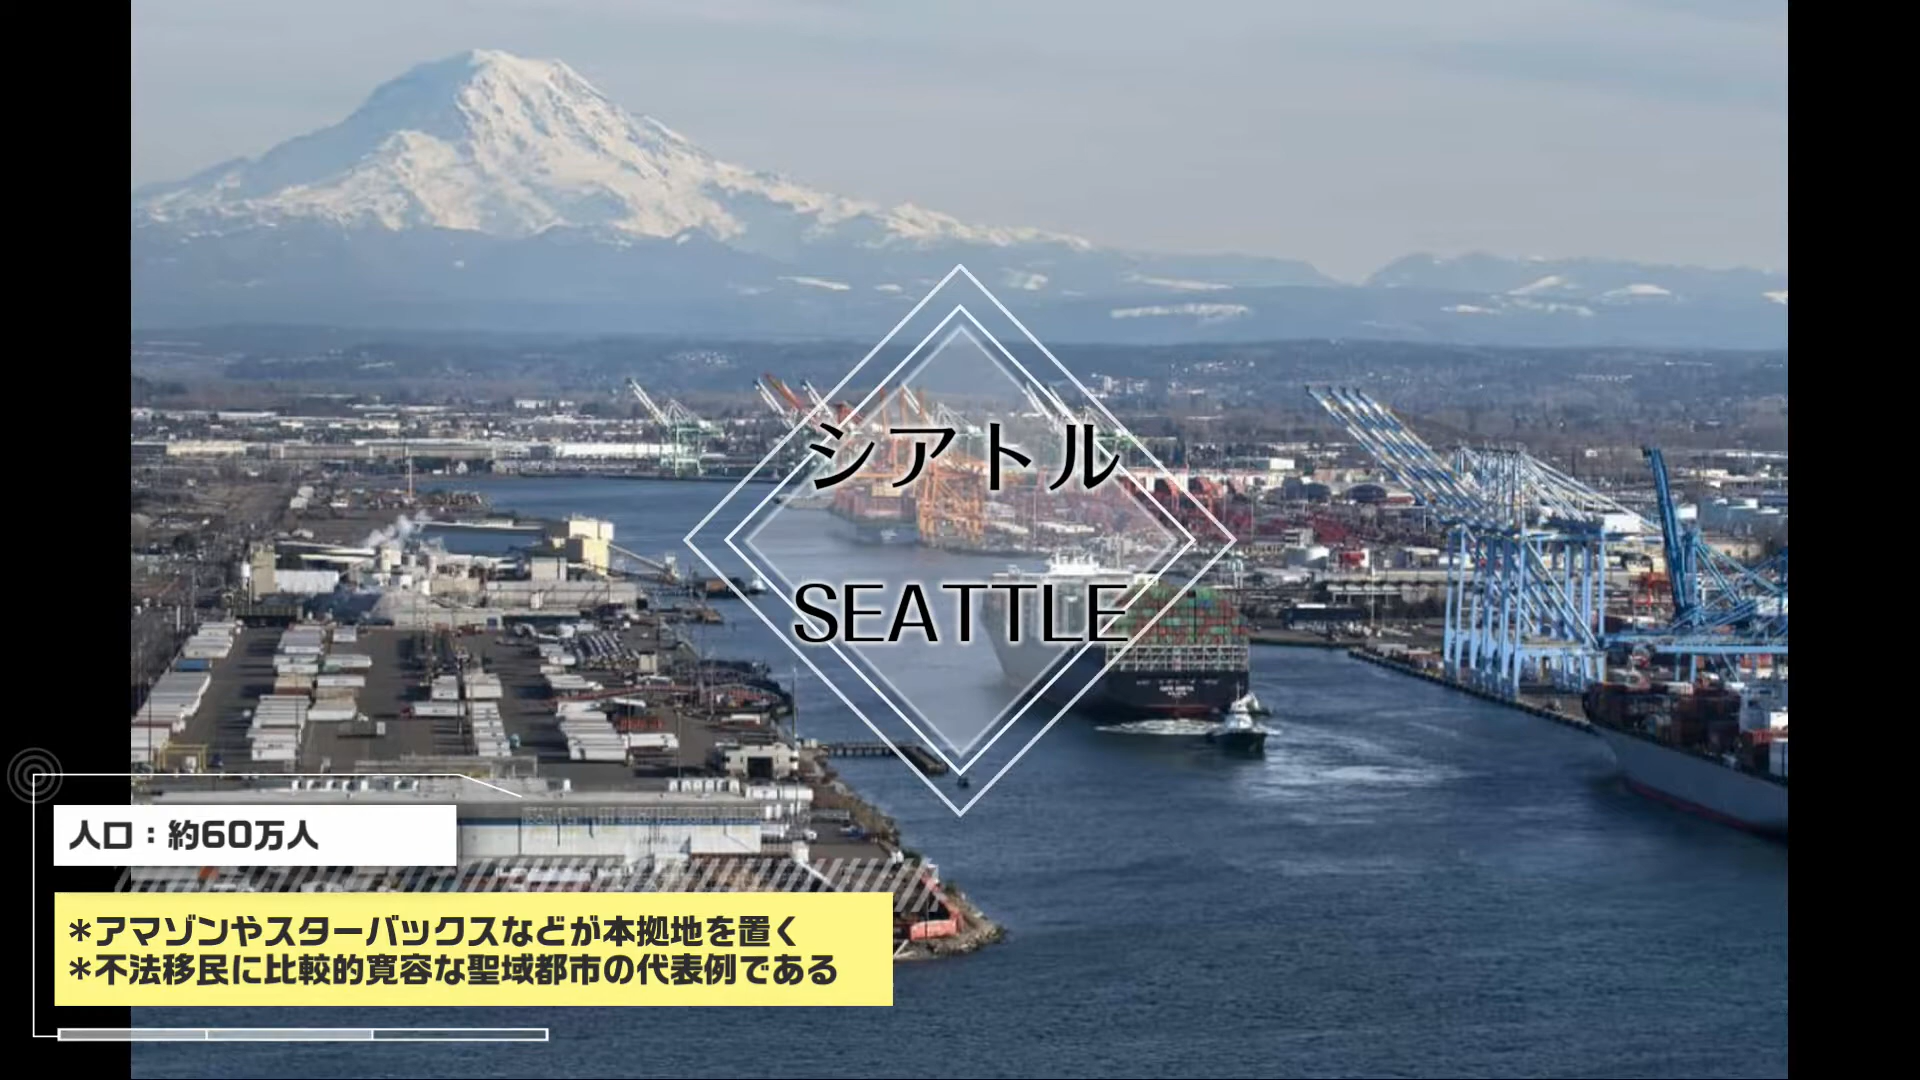 シアトル
SEATTLE
人口：約60万人
*アマゾンやスターバックスなどが本拠地を置く
*不法移民に比較的寛容な聖域都市の代表例である